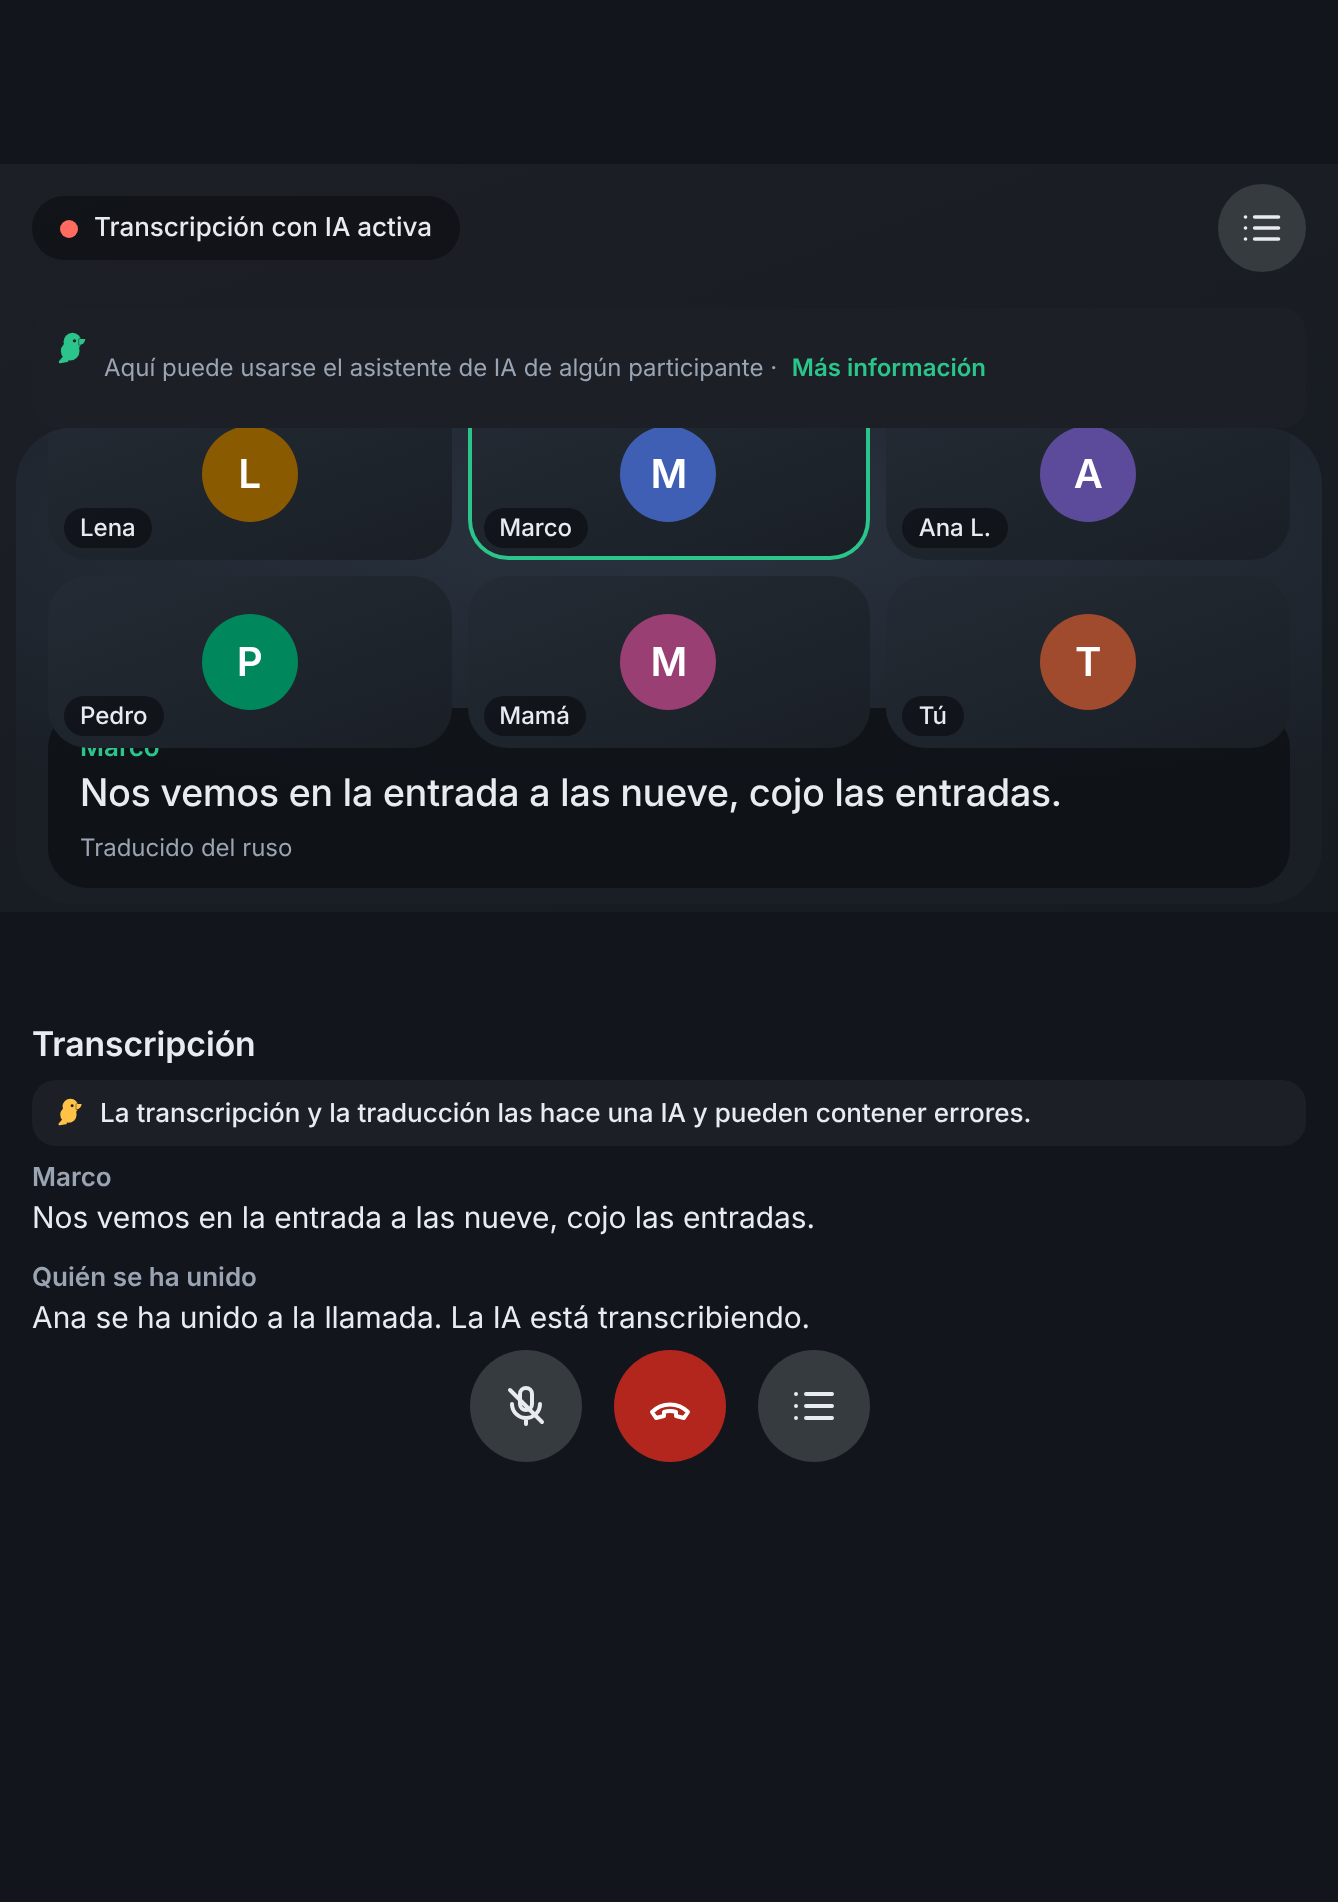 Transcripción con IA activa
Aquí puede usarse el asistente de IA de algún participante · Más información
L
M
A
Lena
Marco
Ana L.
P
M
T
Pedro
Mamá
Tú
Marco
Nos vemos en la entrada a las nueve, cojo las entradas.
Traducido del ruso
Transcripción
La transcripción y la traducción las hace una IA y pueden contener errores.
Marco
Nos vemos en la entrada a las nueve, cojo las entradas.
Quién se ha unido
Ana se ha unido a la llamada. La IA está transcribiendo.